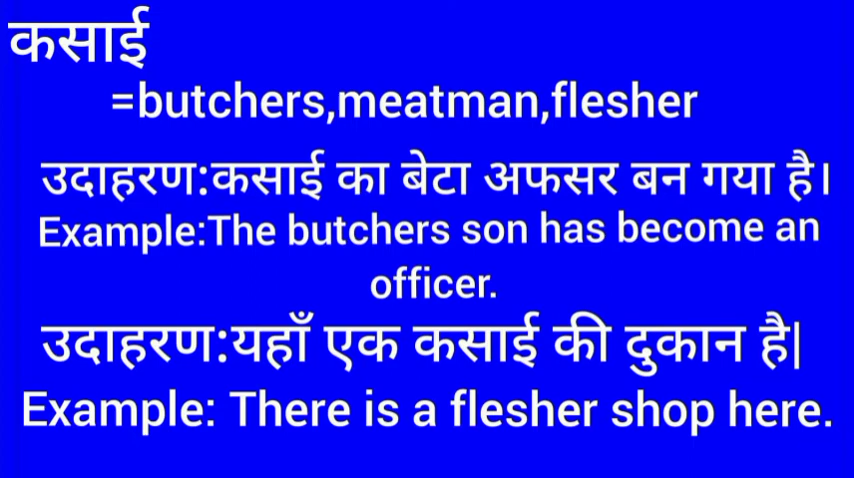 कसाई
=butchers,meatman,flesher
उदाहरण:कसाई का बेटा अफसर बन गया है।
Example:The butchers son has become an
officer.
उदाहरण:यहाँ एक कसाई की दुकान है|
Example: There is a flesher shop here.